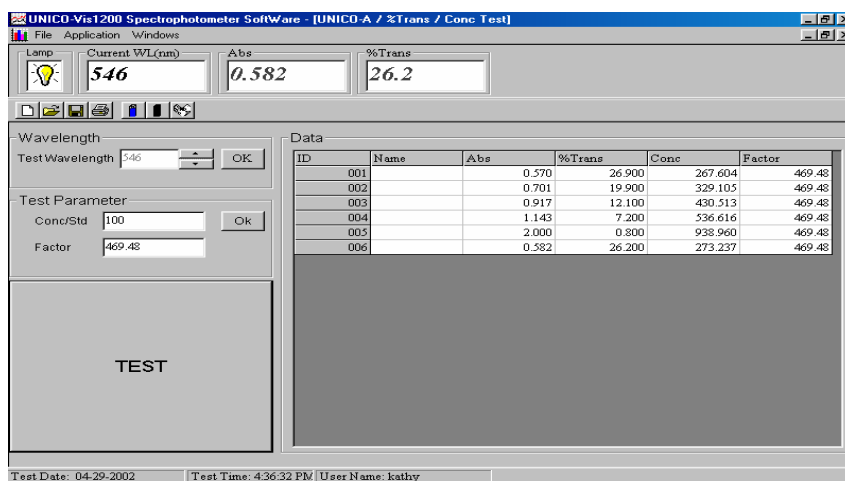 UNICO-Vis1200 Spectrophotometer SoftWare - [UNICO-A / %Trans / Conc Test]
File Application Windows
Lamp Current WL(nm) Abs %Trans
546 0.582 26.2
Wavelength
Test Wavelength 546 OK
Test Parameter
Conc/Std 100 Ok
Factor 469.48
TEST
Data
ID Name Abs %Trans Conc Factor
001 0.570 26.900 267.604 469.48
002 0.701 19.900 329.105 469.48
003 0.917 12.100 430.513 469.48
004 1.143 7.200 536.616 469.48
005 2.000 0.800 938.960 469.48
006 0.582 26.200 273.237 469.48
Test Date: 04-29-2002 Test Time: 4:36:32 PM User Name: kathy